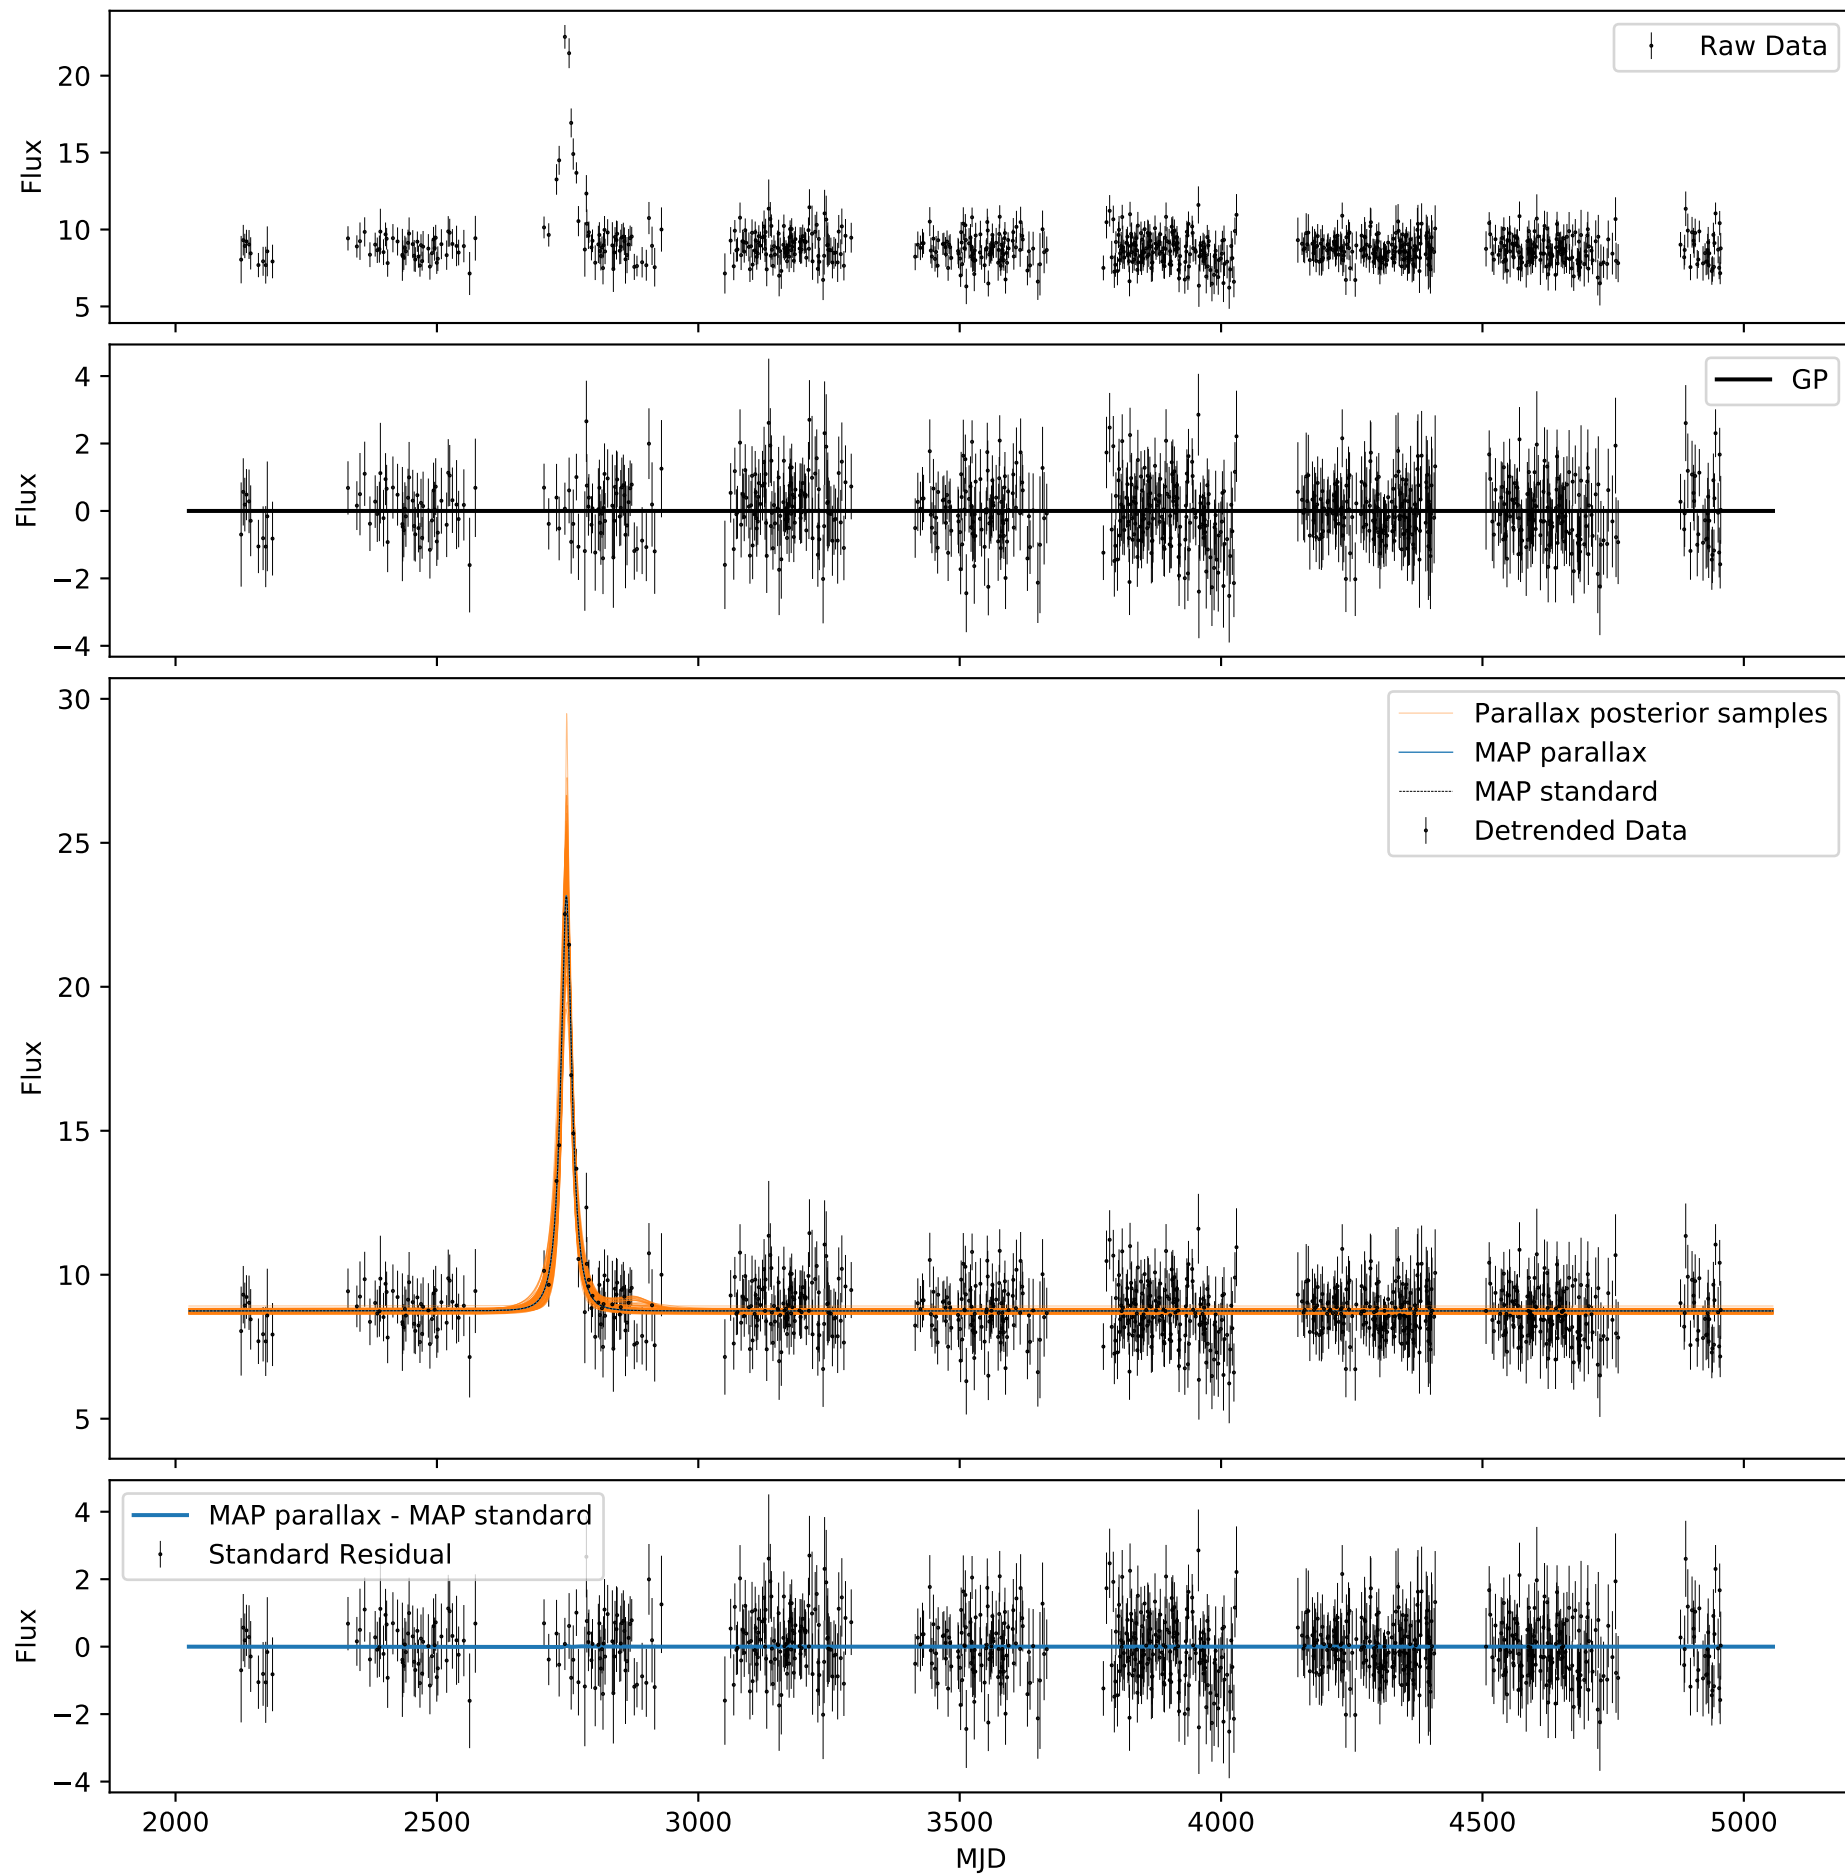 Raw Data
20
15
10
5
Flux
GP
4
2
0
−2
−4
Flux
Parallax posterior samples
MAP parallax
MAP standard
Detrended Data
30
25
20
15
10
5
Flux
MAP parallax - MAP standard
Standard Residual
4
2
0
−2
−4
Flux
2000 2500 3000 3500 4000 4500 5000
MJD